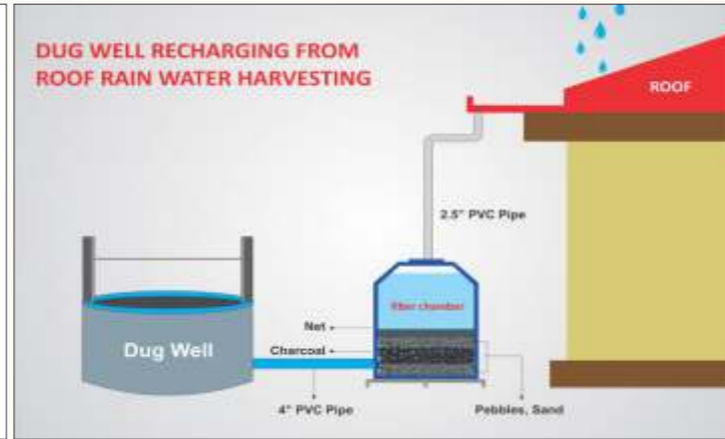 DUG WELL RECHARGING FROM
ROOF RAIN WATER HARVESTING
ROOF
2.5" PVC Pipe
filter chamber
Net
Dug Well
Charcoal
4" PVC Pipe
Pebbles, Sand